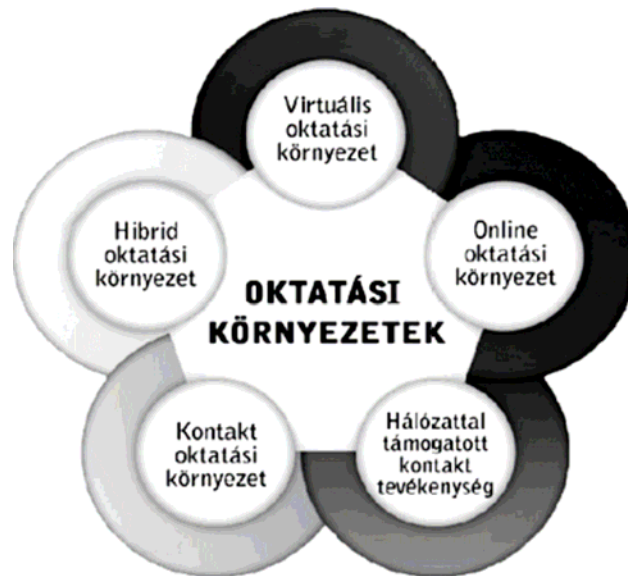 Virtuális
oktatási
környezet
Online
oktatási
környezet
Hálózattal
támogatott
kontakt
tevékenység
Kontakt
oktatási
környezet
Hibrid
oktatási
környezet
OKTATÁSI
KÖRNYEZETEK